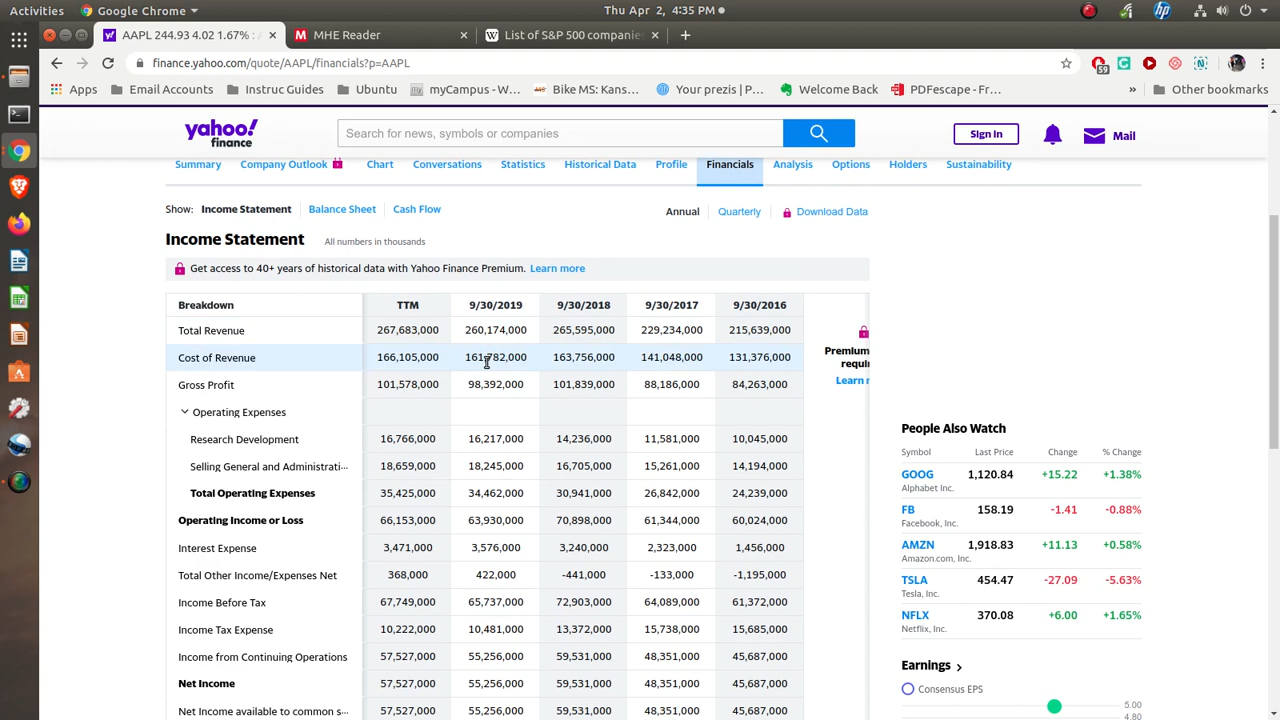 Activities Google Chrome Thu Apr 2, 4:35 PM
AAPL 244.93 4.02 1.67% : A MHE Reader List of S&P 500 companie
finance.yahoo.com/quote/AAPL/financials?p=AAPL 59
Apps Email Accounts Instruc Guides Ubuntu myCampus - W... Bike MS: Kans... Your prezis | P... Welcome Back PDFescape - Fr... » Other bookmarks
yahoo! finance Search for news, symbols or companies Sign In Mail
Summary Company Outlook Chart Conversations Statistics Historical Data Profile Financials Analysis Options Holders Sustainability
Show: Income Statement Balance Sheet Cash Flow Annual Quarterly Download Data
Income Statement All numbers in thousands
Get access to 40+ years of historical data with Yahoo Finance Premium. Learn more
Breakdown TTM 9/30/2019 9/30/2018 9/30/2017 9/30/2016
Total Revenue 267,683,000 260,174,000 265,595,000 229,234,000 215,639,000
Cost of Revenue 166,105,000 161,782,000 163,756,000 141,048,000 131,376,000
Gross Profit 101,578,000 98,392,000 101,839,000 88,186,000 84,263,000
Operating Expenses
Research Development 16,766,000 16,217,000 14,236,000 11,581,000 10,045,000
Selling General and Administrati... 18,659,000 18,245,000 16,705,000 15,261,000 14,194,000
Total Operating Expenses 35,425,000 34,462,000 30,941,000 26,842,000 24,239,000
Operating Income or Loss 66,153,000 63,930,000 70,898,000 61,344,000 60,024,000
Interest Expense 3,471,000 3,576,000 3,240,000 2,323,000 1,456,000
Total Other Income/Expenses Net 368,000 422,000 -441,000 -133,000 -1,195,000
Income Before Tax 67,749,000 65,737,000 72,903,000 64,089,000 61,372,000
Income Tax Expense 10,222,000 10,481,000 13,372,000 15,738,000 15,685,000
Income from Continuing Operations 57,527,000 55,256,000 59,531,000 48,351,000 45,687,000
Net Income 57,527,000 55,256,000 59,531,000 48,351,000 45,687,000
Net Income available to common s... 57,527,000 55,256,000 59,531,000 48,351,000 45,687,000
Premium
requi
Learn r
People Also Watch
Symbol Last Price Change % Change
GOOG 1,120.84 +15.22 +1.38%
Alphabet Inc.
FB 158.19 -1.41 -0.88%
Facebook, Inc.
AMZN 1,918.83 +11.13 +0.58%
Amazon.com, Inc.
TSLA 454.47 -27.09 -5.63%
Tesla, Inc.
NFLX 370.08 +6.00 +1.65%
Netflix, Inc.
Earnings >
Consensus EPS
5.00
4.80